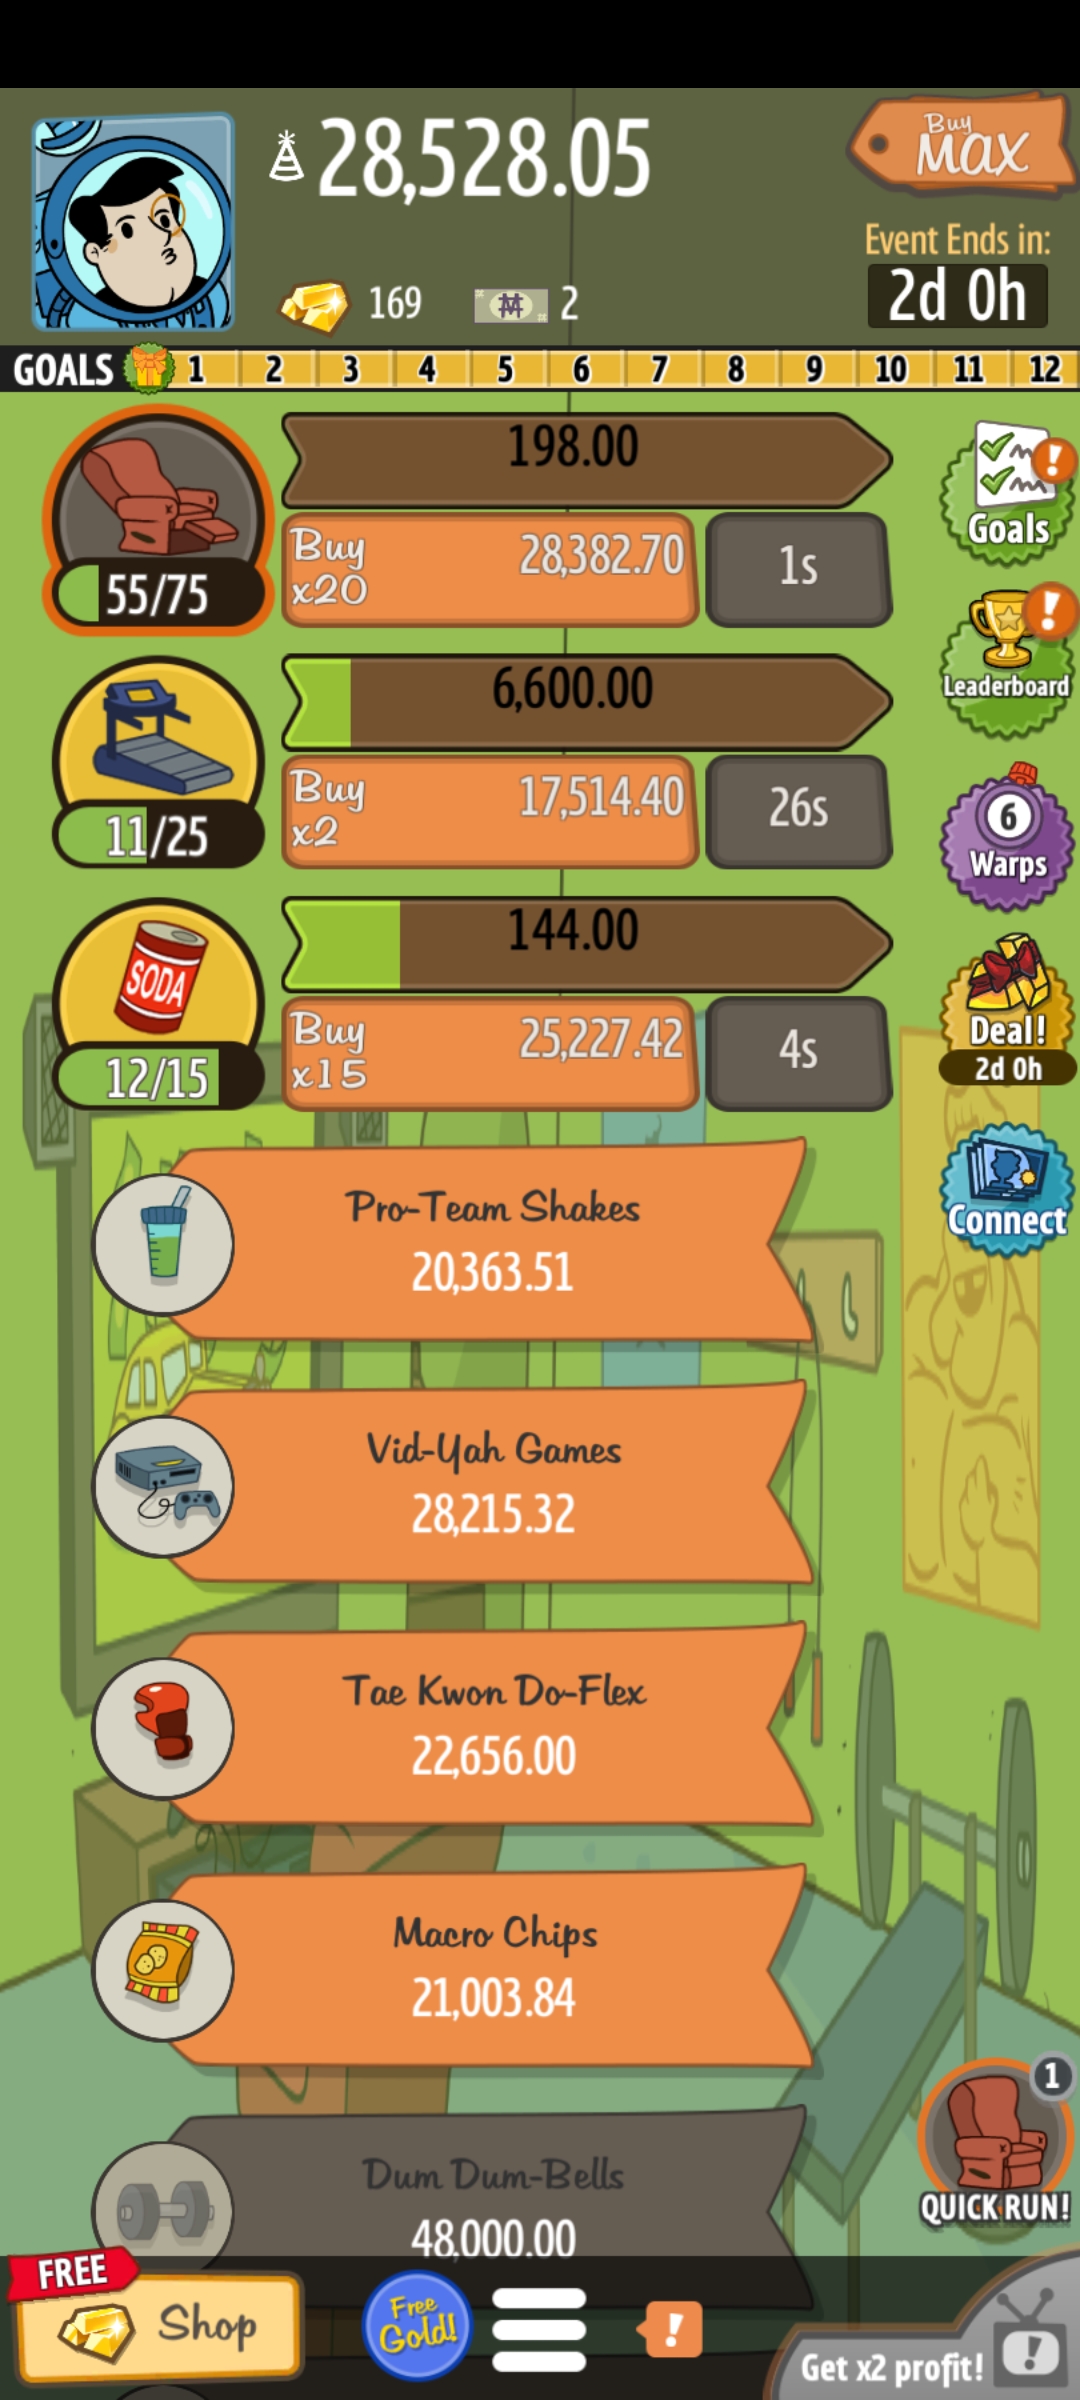 28,528.05
Buy
MAX
Event Ends in:
169
2
2d 0h
GOALS 1 2 3 4 5 6 7 8 9 10 11 12
198.00
Buy
x20
28,382.70
1s
55/75
Goals
6,600.00
Buy
x2
17,514.40
26s
11/25
Leaderboard
6
Warps
144.00
Buy
x15
25,227.42
4s
12/15
SODA
Deal!
2d 0h
Pro-Team Shakes
20,363.51
Connect
Vid-Yah Games
28,215.32
Tae Kwon Do-Flex
22,656.00
Macro Chips
21,003.84
Dum Dum-Bells
48,000.00
1
QUICK RUN!
FREE
Shop
Free
Gold!
!
Get x2 profit!